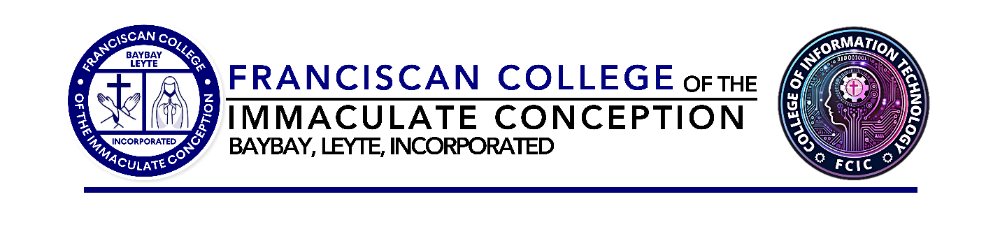 FRANCISCAN COLLEGE
BAYBAY
LEYTE
INCORPORATED
OF THE IMMACULATE CONCEPTION
FRANCISCAN COLLEGE OF THE
IMMACULATE CONCEPTION
BAYBAY, LEYTE, INCORPORATED
COLLEGE OF INFORMATION TECHNOLOGY
FCIC